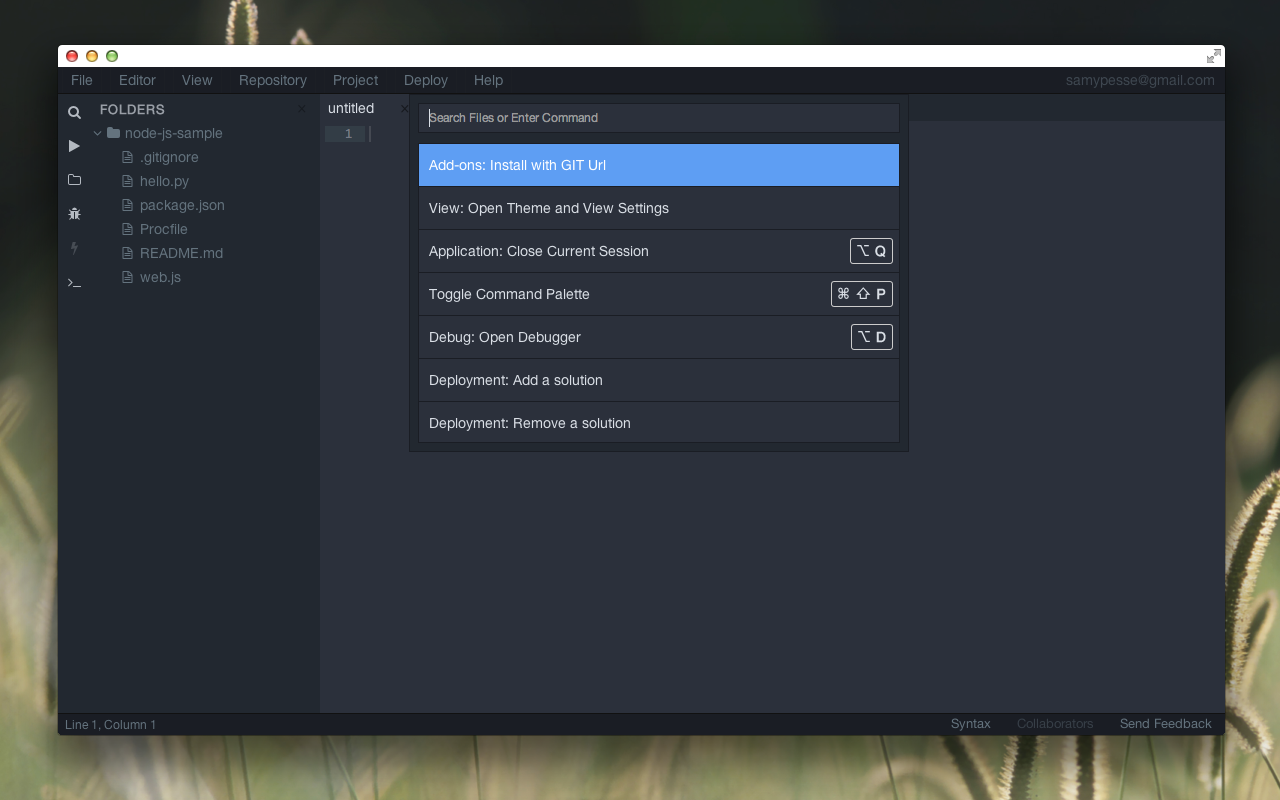 File Editor View Repository Project Deploy Help samypesse@gmail.com
FOLDERS
node-js-sample
.gitignore
hello.py
package.json
Procfile
README.md
web.js
untitled
1
Search Files or Enter Command
Add-ons: Install with GIT Url
View: Open Theme and View Settings
Application: Close Current Session ⌥ Q
Toggle Command Palette ⌘ ⇧ P
Debug: Open Debugger ⌥ D
Deployment: Add a solution
Deployment: Remove a solution
Line 1, Column 1 Syntax Collaborators Send Feedback